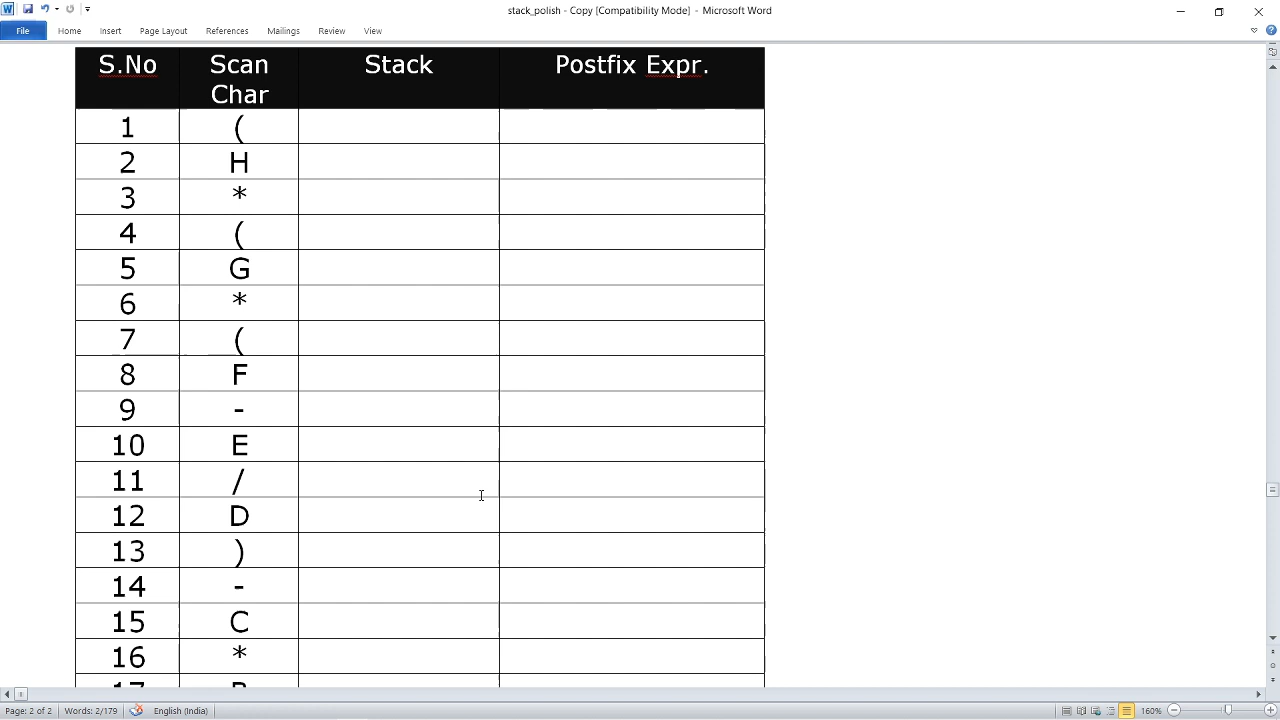 stack_polish - Copy [Compatibility Mode] - Microsoft Word
File Home Insert Page Layout References Mailings Review View
S.No Scan Char Stack Postfix Expr.
1 (
2 H
3 *
4 (
5 G
6 *
7 (
8 F
9 -
10 E
11 /
12 D
13 )
14 -
15 C
16 *
Page: 2 of 2 Words: 2/179 English (India) 160%